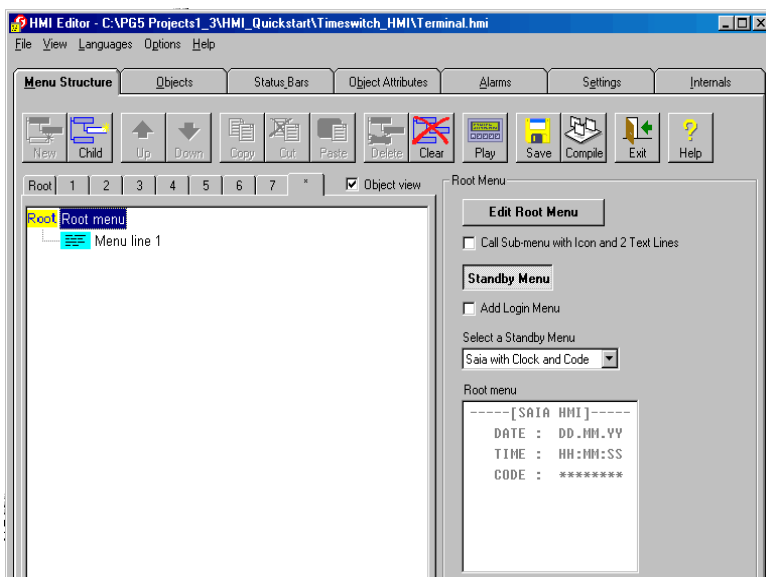 HMI Editor - C:\PG5 Projects1_3\HMI_Quickstart\Timeswitch_HMI\Terminal.hmi
File View Languages Options Help
Menu Structure Objects Status_Bars Object Attributes Alarms Settings Internals
New Child Up Down Copy Cut Paste Delete Clear Play Save Compile Exit Help
Root 1 2 3 4 5 6 7 * Object view
Root Root menu
Menu line 1
Root Menu
Edit Root Menu
Call Sub-menu with Icon and 2 Text Lines
Standby Menu
Add Login Menu
Select a Standby Menu
Saia with Clock and Code
Root menu
-----[SAIA HMI]-----
DATE : DD.MM.YY
TIME : HH:MM:SS
CODE : ********